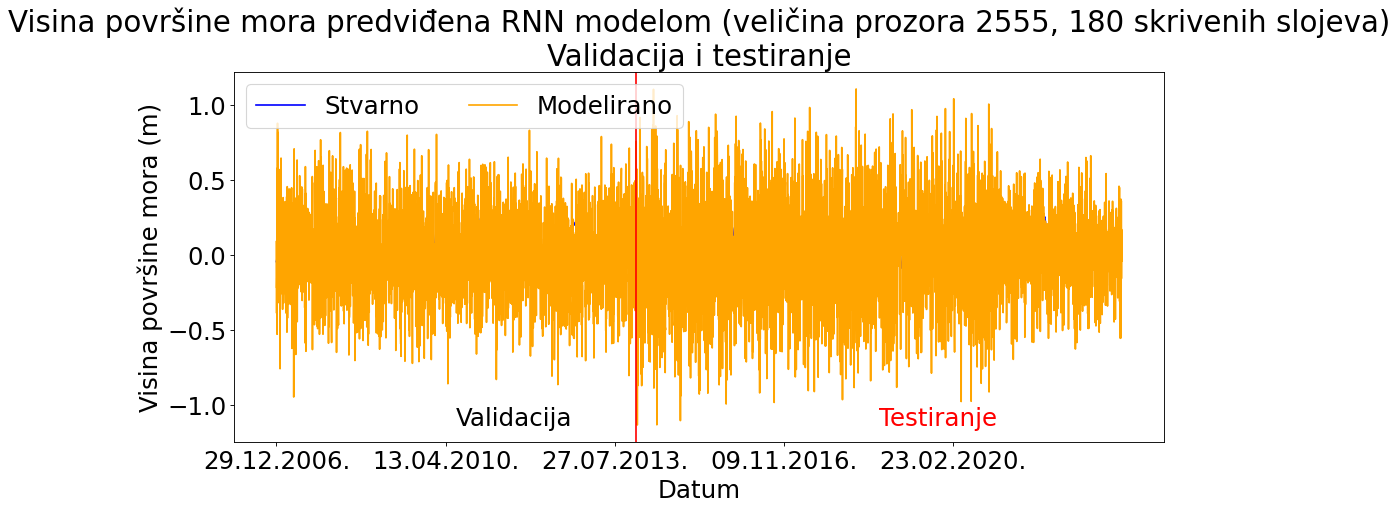 Visina površine mora predviđena RNN modelom (veličina prozora 2555, 180 skrivenih slojeva)
Validacija i testiranje
Stvarno
Modelirano
Visina površine mora (m)
1.0
0.5
0.0
−0.5
−1.0
Validacija
Testiranje
29.12.2006.
13.04.2010.
27.07.2013.
09.11.2016.
23.02.2020.
Datum